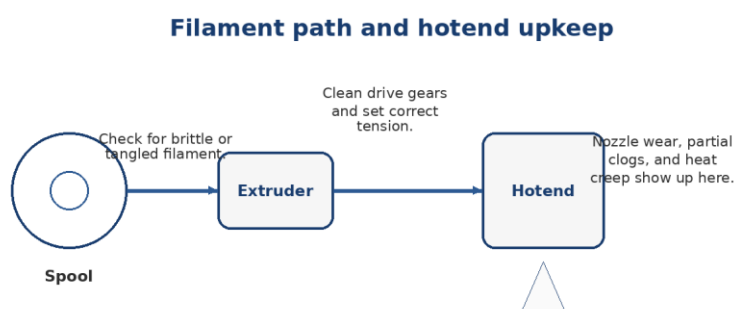 Filament path and hotend upkeep
Clean drive gears
and set correct
tension.
Check for brittle or
tangled filament.
Nozzle wear, partial
clogs, and heat
creep show up here.
Extruder
Hotend
Spool